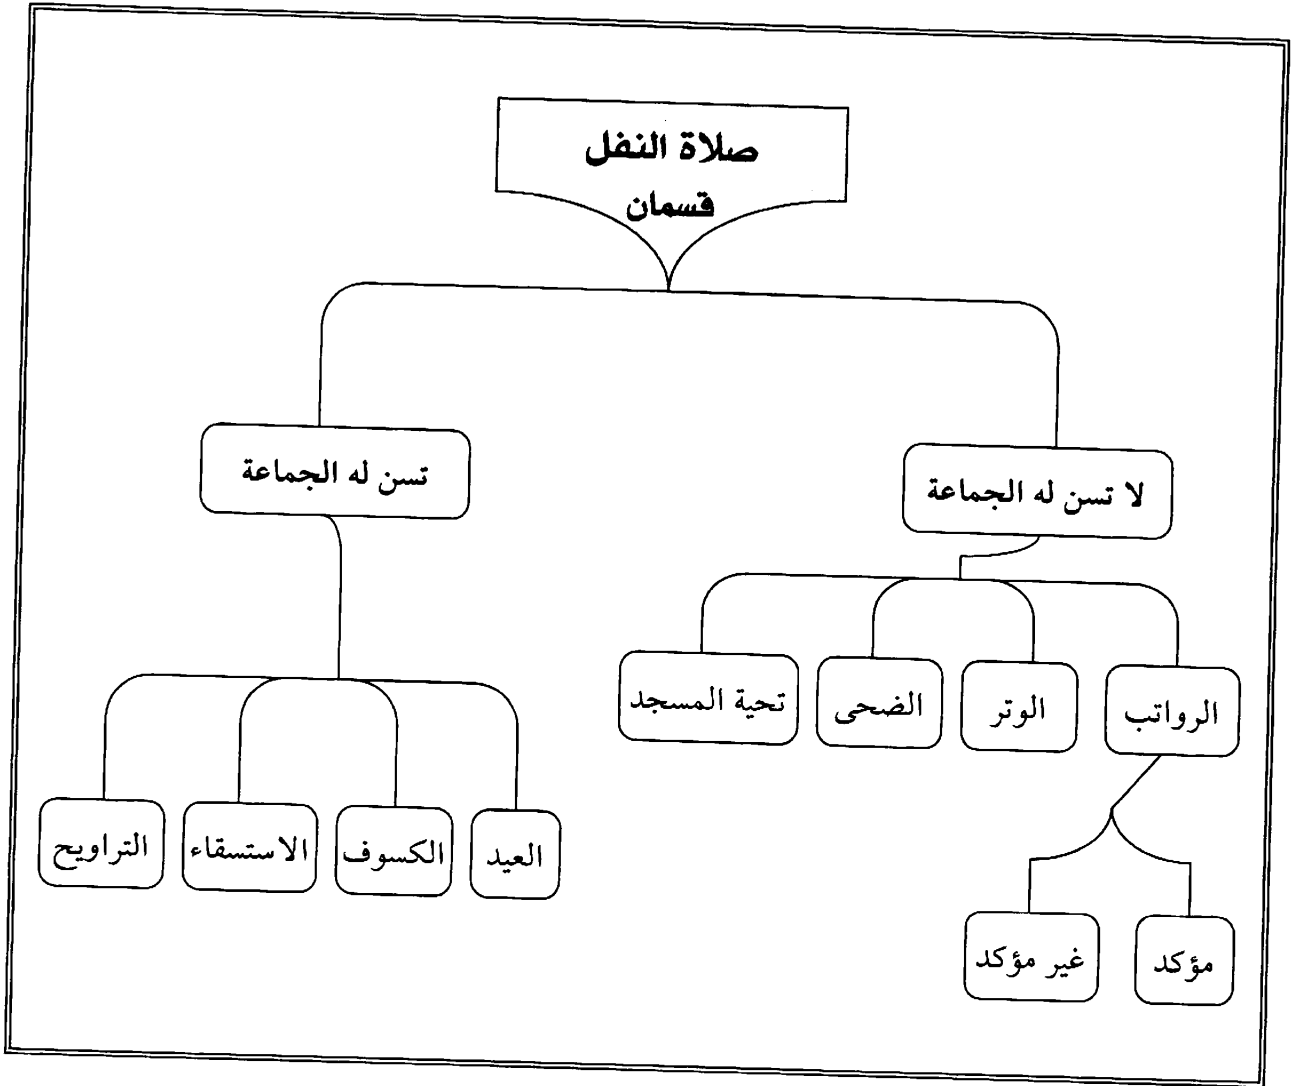 صلاة النفل
قسمان
لا تسن له الجماعة
تسن له الجماعة
الرواتب
الوتر
الضحى
تحية المسجد
العيد
الكسوف
الاستسقاء
التراويح
مؤكد
غير مؤكد